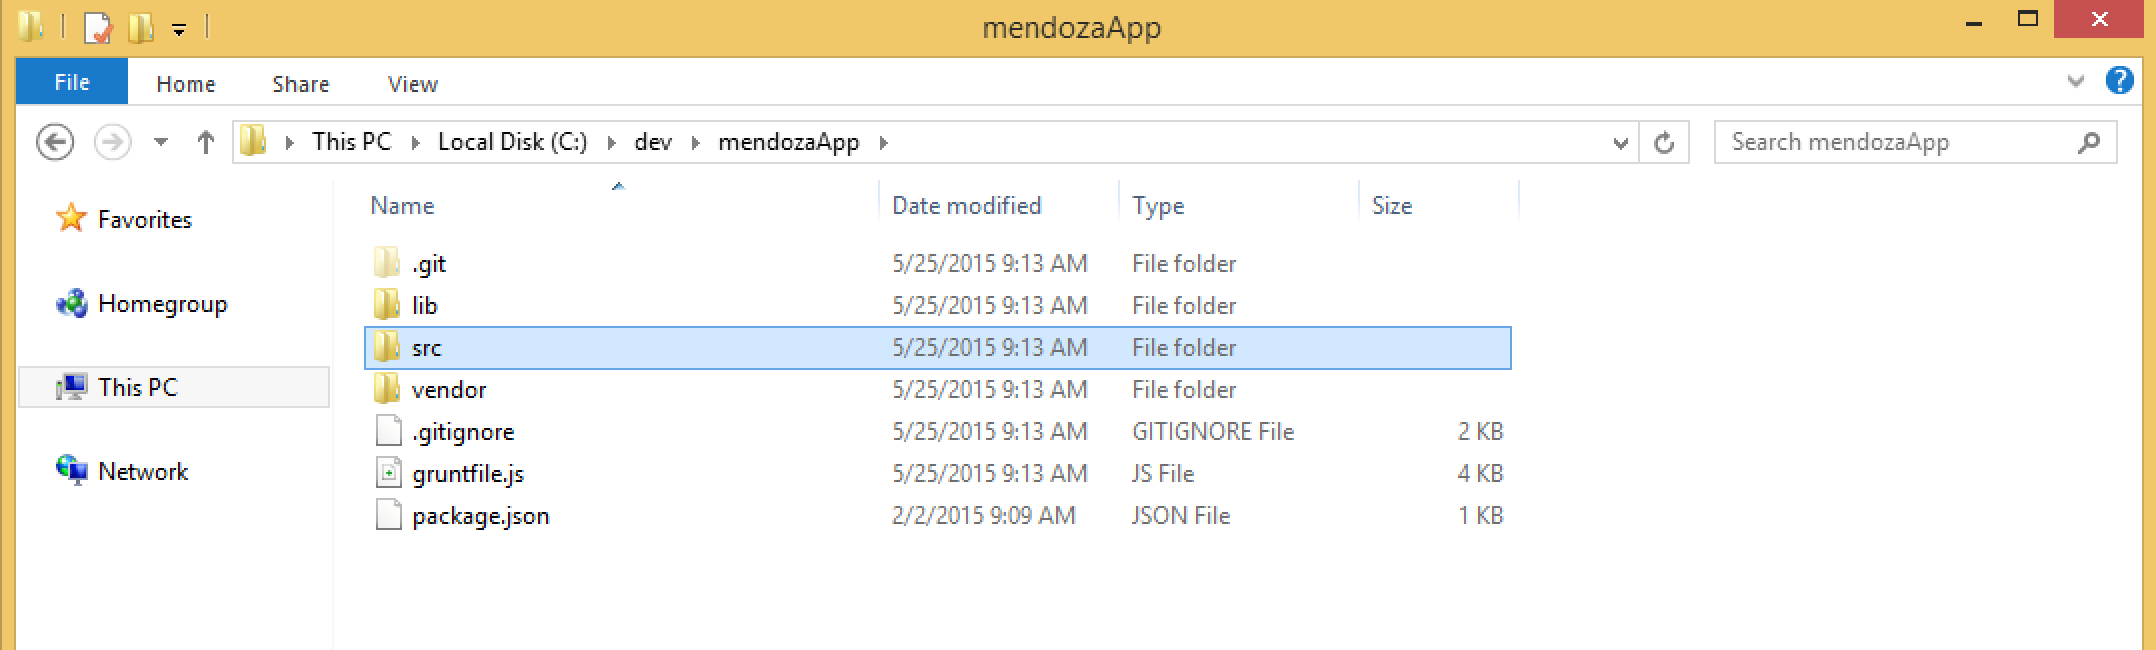 mendozaApp
File Home Share View
This PC Local Disk (C:) dev mendozaApp Search mendozaApp
Name Date modified Type Size
Favorites
.git 5/25/2015 9:13 AM File folder
Homegroup
lib 5/25/2015 9:13 AM File folder
src 5/25/2015 9:13 AM File folder
This PC
vendor 5/25/2015 9:13 AM File folder
.gitignore 5/25/2015 9:13 AM GITIGNORE File 2 KB
Network
gruntfile.js 5/25/2015 9:13 AM JS File 4 KB
package.json 2/2/2015 9:09 AM JSON File 1 KB